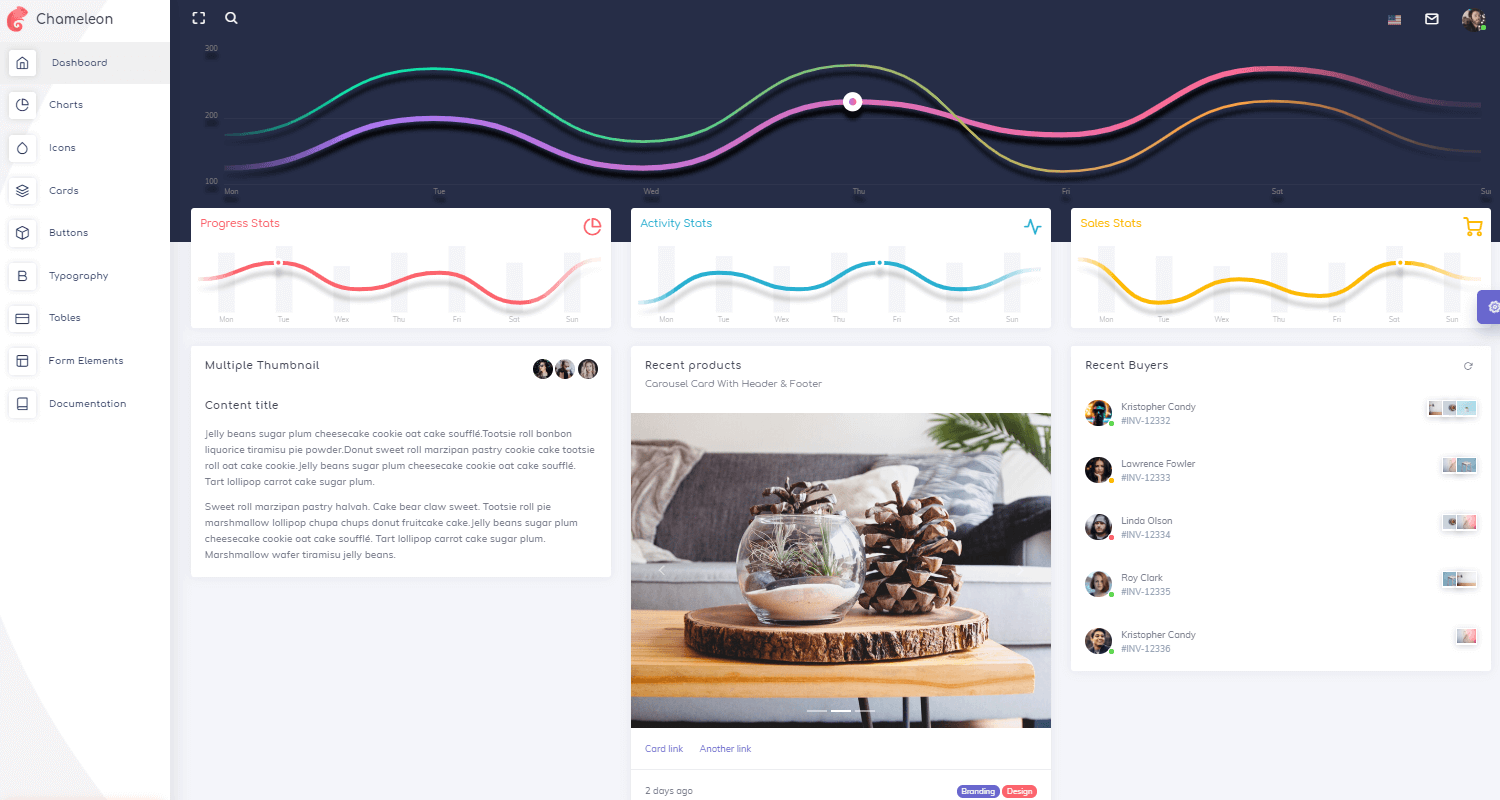 Chameleon
Dashboard
Charts
Icons
Cards
Buttons
Typography
Tables
Form Elements
Documentation
300
200
100
Mon Tue Wed Thu Fri Sat
Progress Stats
Mon Tue Wex Thu Fri Sat Sun
Activity Stats
Mon Tue Wex Thu Fri Sat Sun
Sales Stats
Mon Tue Wex Thu Fri Sat Sun
Multiple Thumbnail
Content title
Jelly beans sugar plum cheesecake cookie oat cake soufflé.Tootsie roll bonbon
liquorice tiramisu pie powder.Donut sweet roll marzipan pastry cookie cake tootsie
roll oat cake cookie.Jelly beans sugar plum cheesecake cookie oat cake soufflé.
Tart lollipop carrot cake sugar plum.
Sweet roll marzipan pastry halvah. Cake bear claw sweet. Tootsie roll pie
marshmallow lollipop chupa chups donut fruitcake cake.Jelly beans sugar plum
cheesecake cookie oat cake soufflé. Tart lollipop carrot cake sugar plum.
Marshmallow wafer tiramisu jelly beans.
Recent products
Carousel Card With Header & Footer
Card link Another link
2 days ago Branding Design
Recent Buyers
Kristopher Candy
#INV-12332
Lawrence Fowler
#INV-12333
Linda Olson
#INV-12334
Roy Clark
#INV-12335
Kristopher Candy
#INV-12336